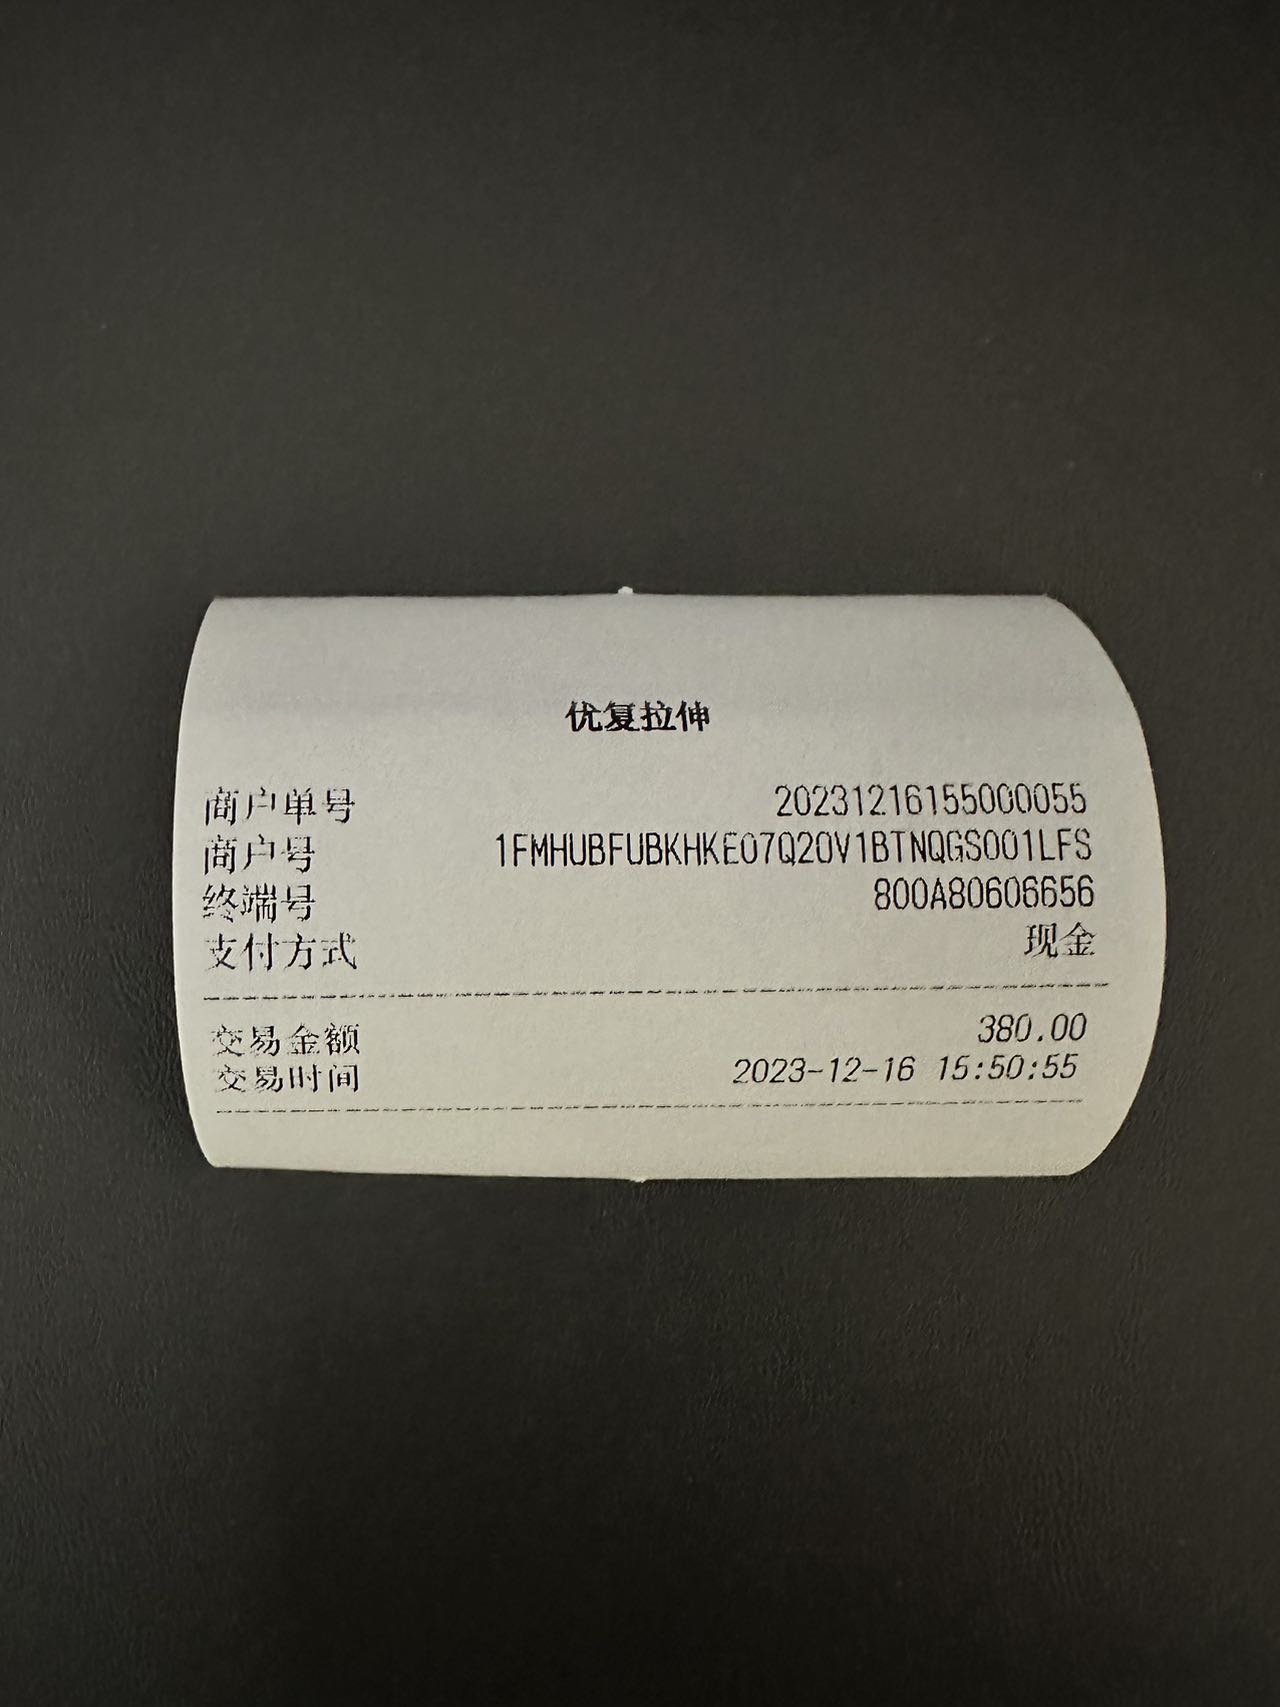 优复拉伸
商户单号 20231216155000055
商户号 1FMHUBFUBKHKE07Q20V1BTNQGS001LFS
终端号 800A80606656
支付方式 现金
交易金额 380.00
交易时间 2023-12-16 15:50:55